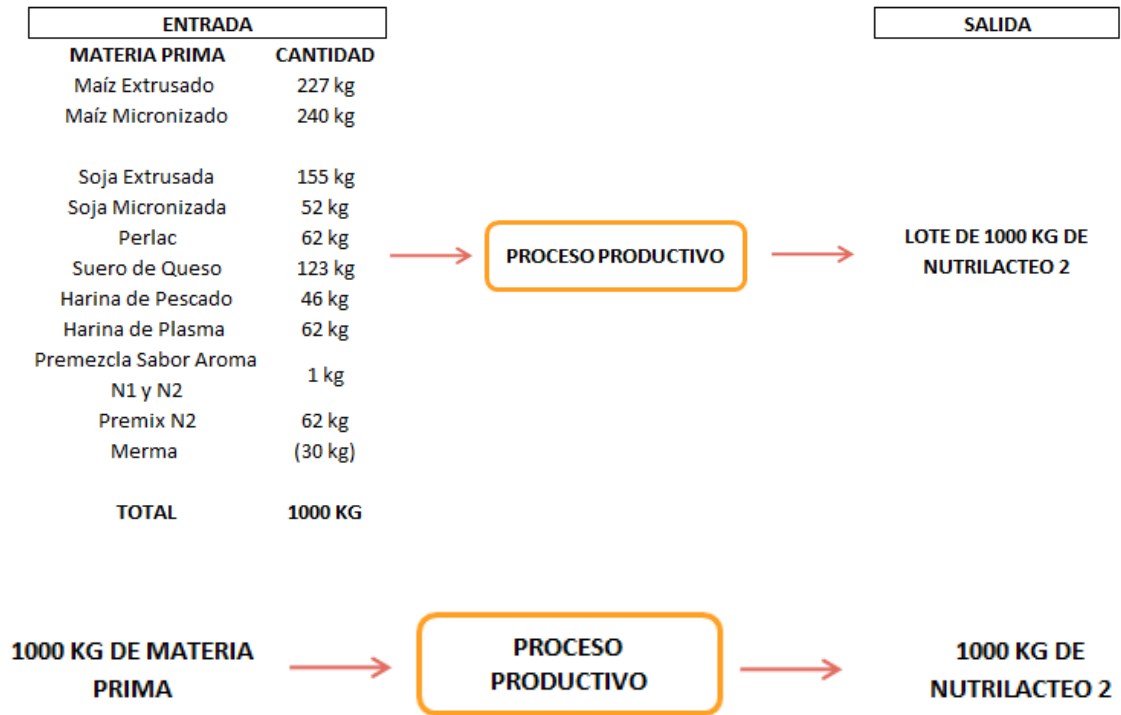 ENTRADA
SALIDA
MATERIA PRIMA CANTIDAD
Maíz Extrusado 227 kg
Maíz Micronizado 240 kg
Soja Extrusada 155 kg
Soja Micronizada 52 kg
Perlac 62 kg
Suero de Queso 123 kg
Harina de Pescado 46 kg
Harina de Plasma 62 kg
Premezcla Sabor Aroma
N1 y N2 1 kg
Premix N2 62 kg
Merma (30 kg)
TOTAL 1000 KG
PROCESO PRODUCTIVO
LOTE DE 1000 KG DE
NUTRILACTEO 2
1000 KG DE MATERIA
PRIMA
PROCESO
PRODUCTIVO
1000 KG DE
NUTRILACTEO 2